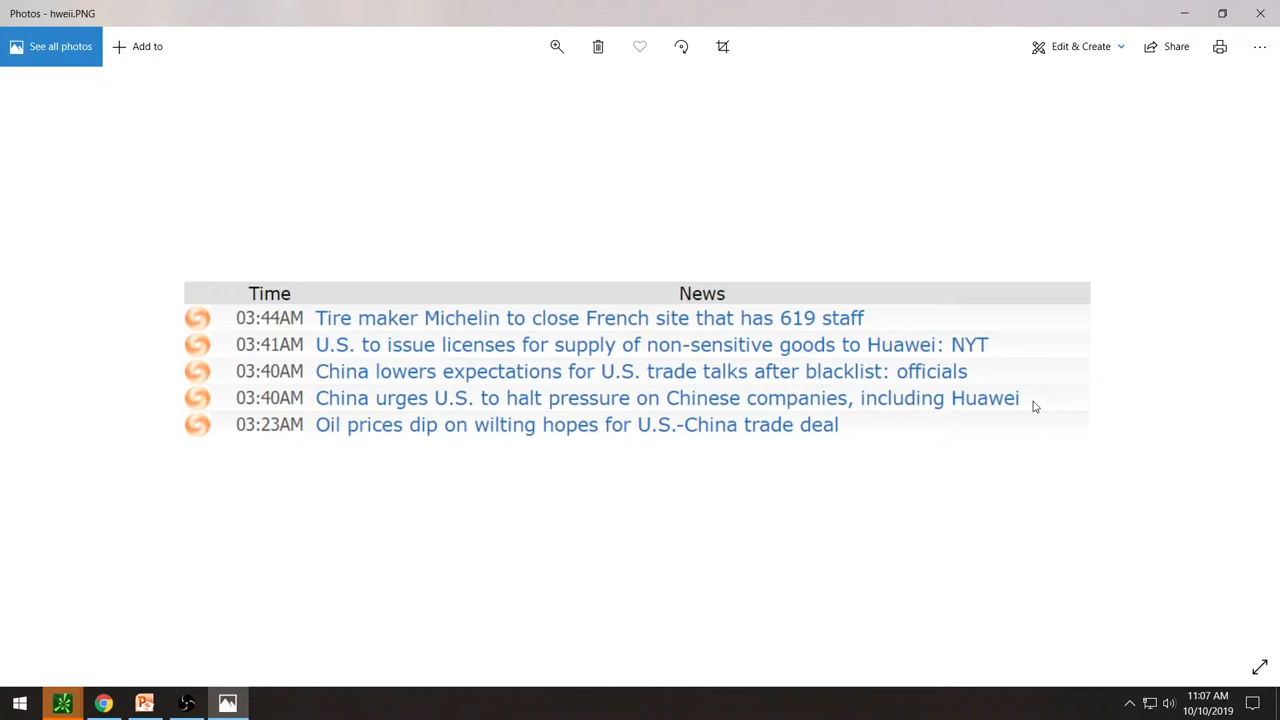 Photos - hweii.PNG
See all photos
Add to
Edit & Create
Share
Time News
03:44AM Tire maker Michelin to close French site that has 619 staff
03:41AM U.S. to issue licenses for supply of non-sensitive goods to Huawei: NYT
03:40AM China lowers expectations for U.S. trade talks after blacklist: officials
03:40AM China urges U.S. to halt pressure on Chinese companies, including Huawei
03:23AM Oil prices dip on wilting hopes for U.S.-China trade deal
11:07 AM
10/10/2019